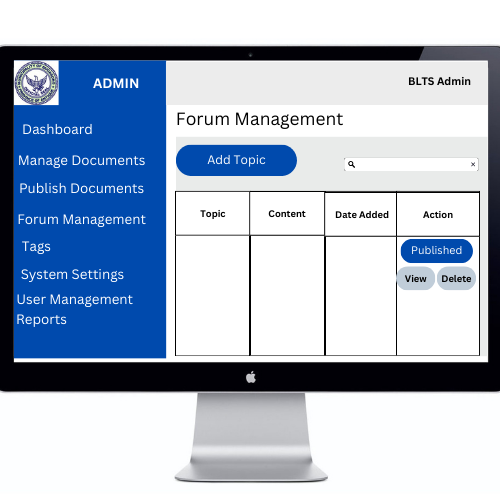 ADMIN
BLTS Admin
Dashboard
Manage Documents
Publish Documents
Forum Management
Tags
System Settings
User Management
Reports
Forum Management
Add Topic
×
Topic Content Date Added Action
Published
View Delete